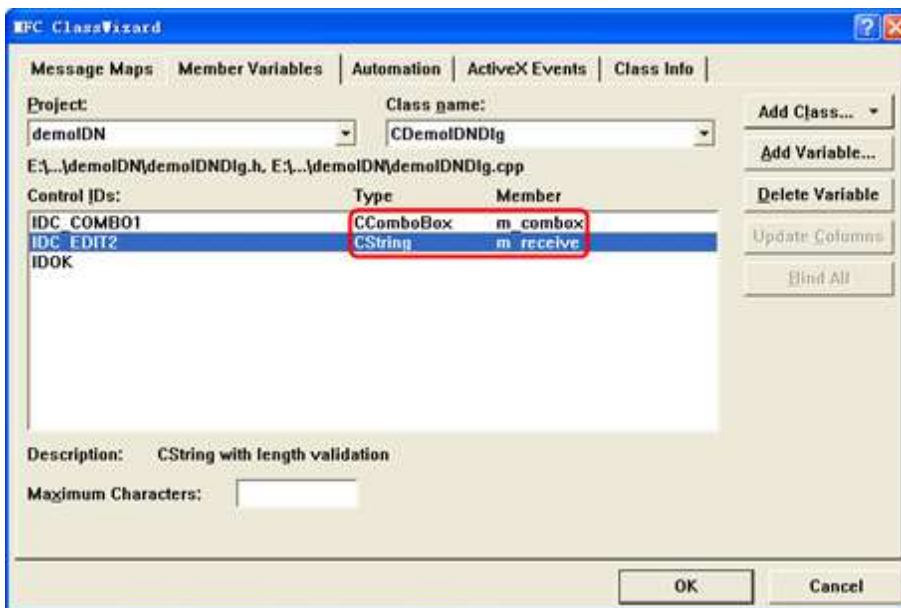 MFC ClassWizard
Message Maps Member Variables Automation ActiveX Events Class Info
Project: Class name:
demoIDN CDemoIDNDlg
Add Class...
E:\...\demoIDN\demoIDNDlg.h, E:\...\demoIDN\demoIDNDlg.cpp
Add Variable...
Control IDs: Type Member
Delete Variable
IDC_COMBO1 CComboBox m_combox
IDC_EDIT2 CString m_receive
Update Columns
IDOK
Bind All
Description: CString with length validation
Maximum Characters:
OK Cancel